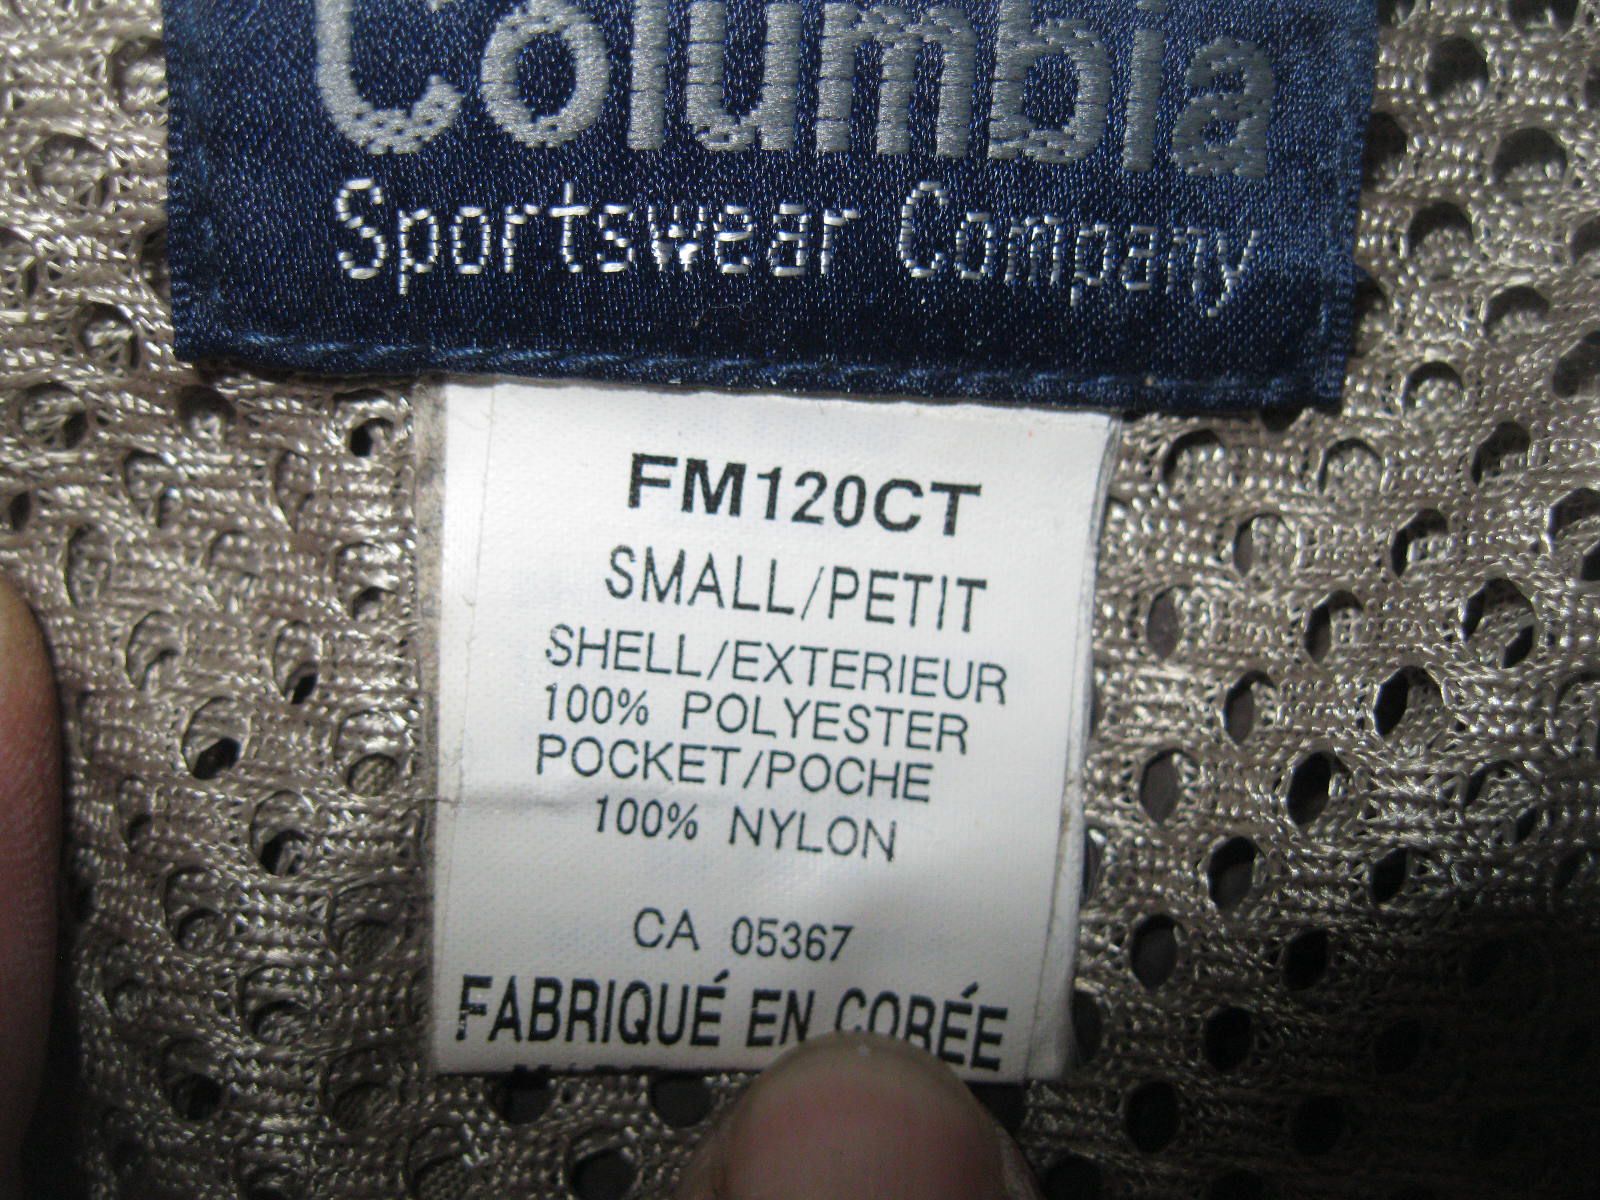 Columbia
Sportswear Company
FM120CT
SMALL/PETIT
SHELL/EXTERIEUR
100% POLYESTER
POCKET/POCHE
100% NYLON
CA 05367
FABRIQUÉ EN CORÉE